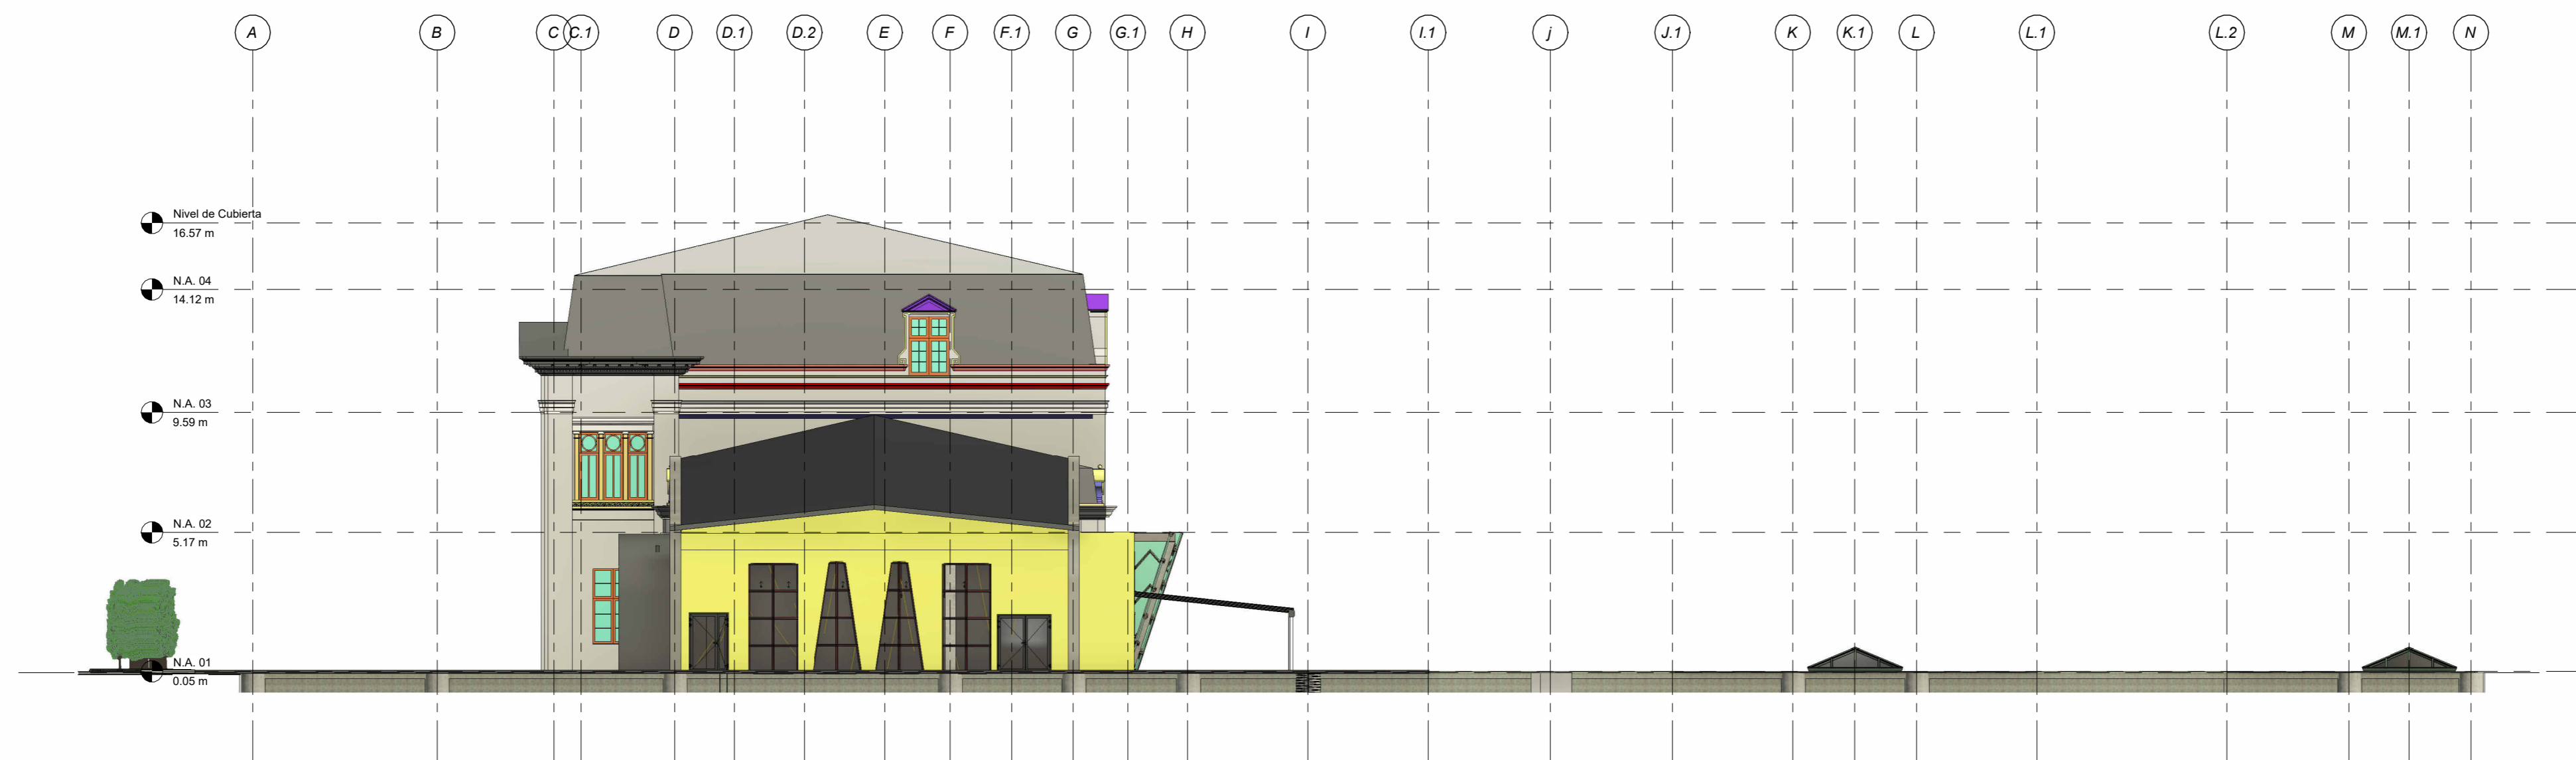 A B C C.1 D D.1 D.2 E F F.1 G G.1 H I I.1 j J.1 K K.1 L L.1 L.2 M M.1 N
Nivel de Cubierta
16.57 m
N.A. 04
14.12 m
N.A. 03
9.59 m
N.A. 02
5.17 m
N.A. 01
0.05 m